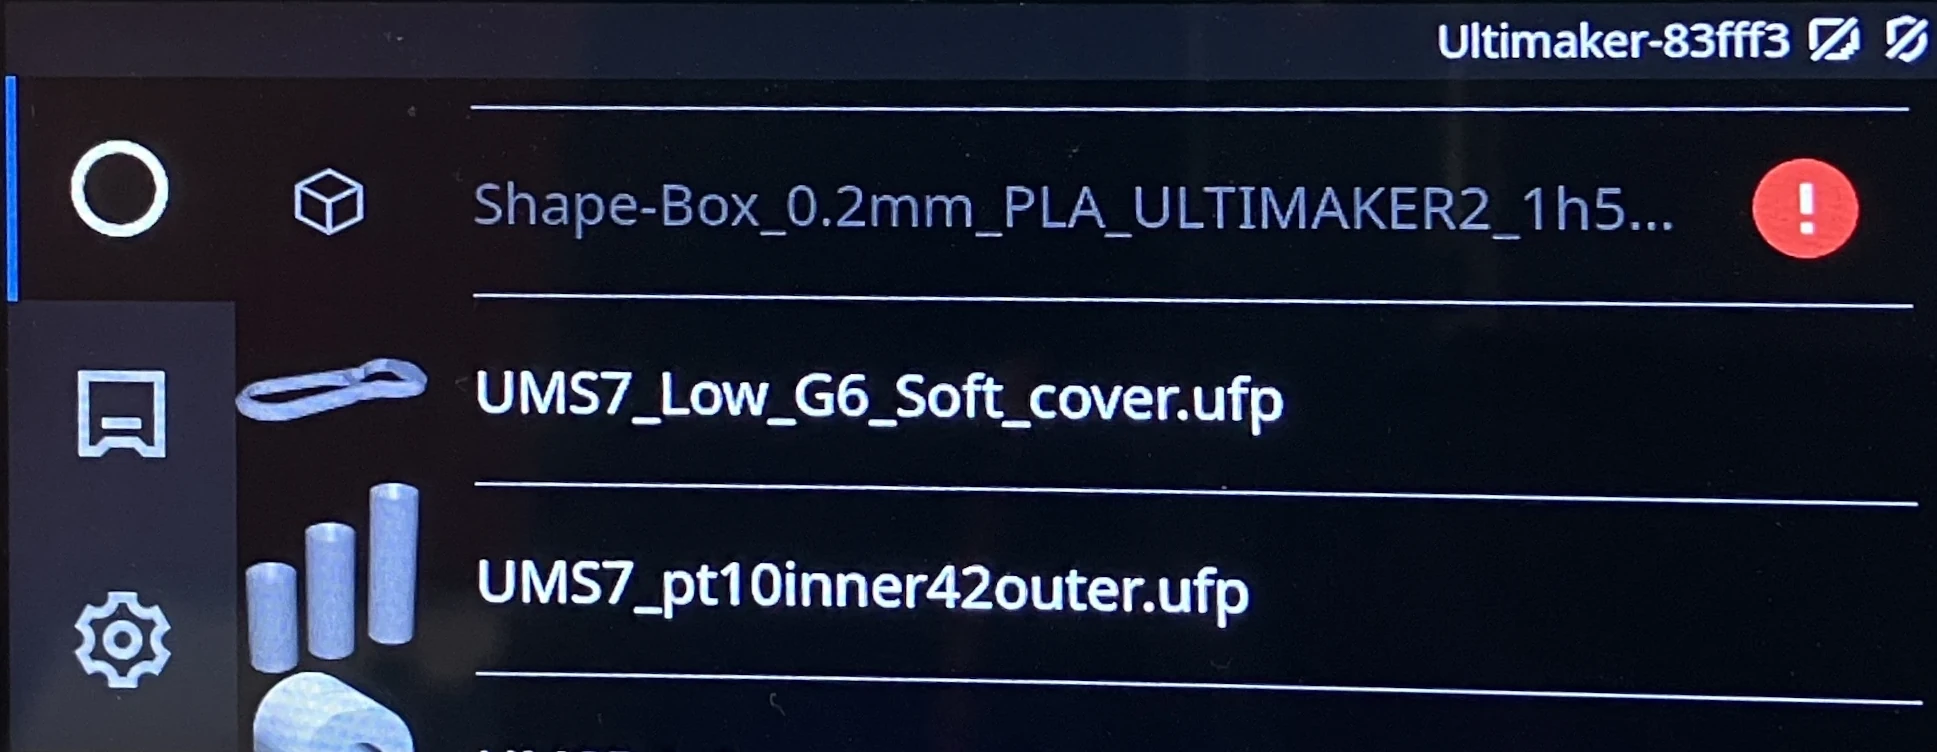 Ultimaker-83fff3
Shape-Box_0.2mm_PLA_ULTIMAKER2_1h5...
UMS7_Low_G6_Soft_cover.ufp
UMS7_pt10inner42outer.ufp